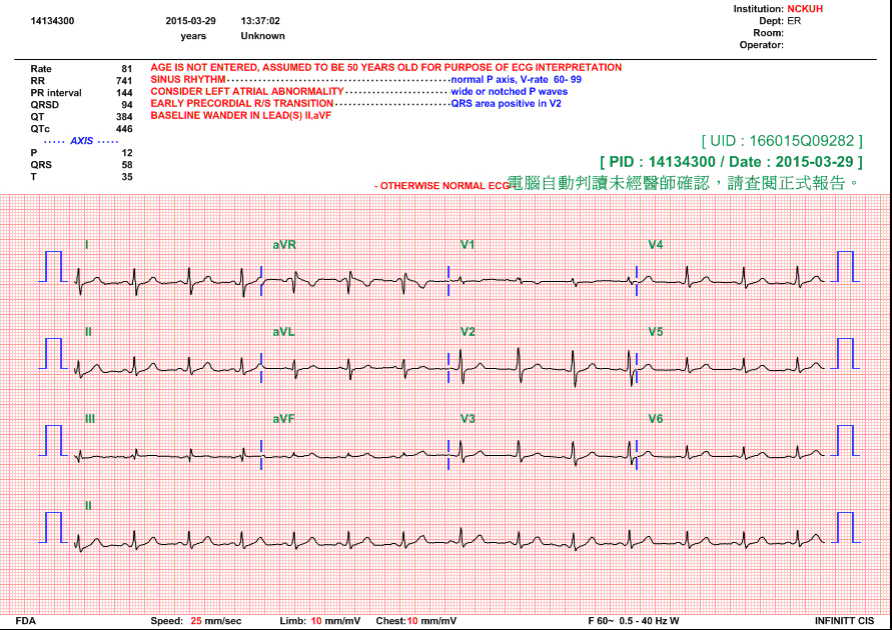 Institution: NCKUH
14134300 2015-03-29 13:37:02 Dept: ER
Room:
years Unknown
Operator:
Rate 81 AGE IS NOT ENTERED, ASSUMED TO BE 50 YEARS OLD FOR PURPOSE OF ECG INTERPRETATION
RR 741 SINUS RHYTHM-----normal P axis, V-rate 60- 99
PR interval 144 CONSIDER LEFT ATRIAL ABNORMALITY----- wide or notched P waves
QRSD 94 EARLY PRECORDIAL R/S TRANSITION-----QRS area positive in V2
QT 384 BASELINE WANDER IN LEAD(S) II,aVF
QTc 446
----- AXIS -----
P 12
QRS 58
T 35
[ UID : 166015Q09282 ]
[ PID : 14134300 / Date : 2015-03-29 ]
- OTHERWISE NORMAL ECG
電腦自動判讀未經醫師確認，請查閱正式報告。
I aVR V1 V4
II aVL V2 V5
III aVF V3 V6
II
FDA Speed: 25 mm/sec Limb: 10 mm/mV Chest:10 mm/mV F 60~ 0.5 - 40 Hz W INFINITT CIS